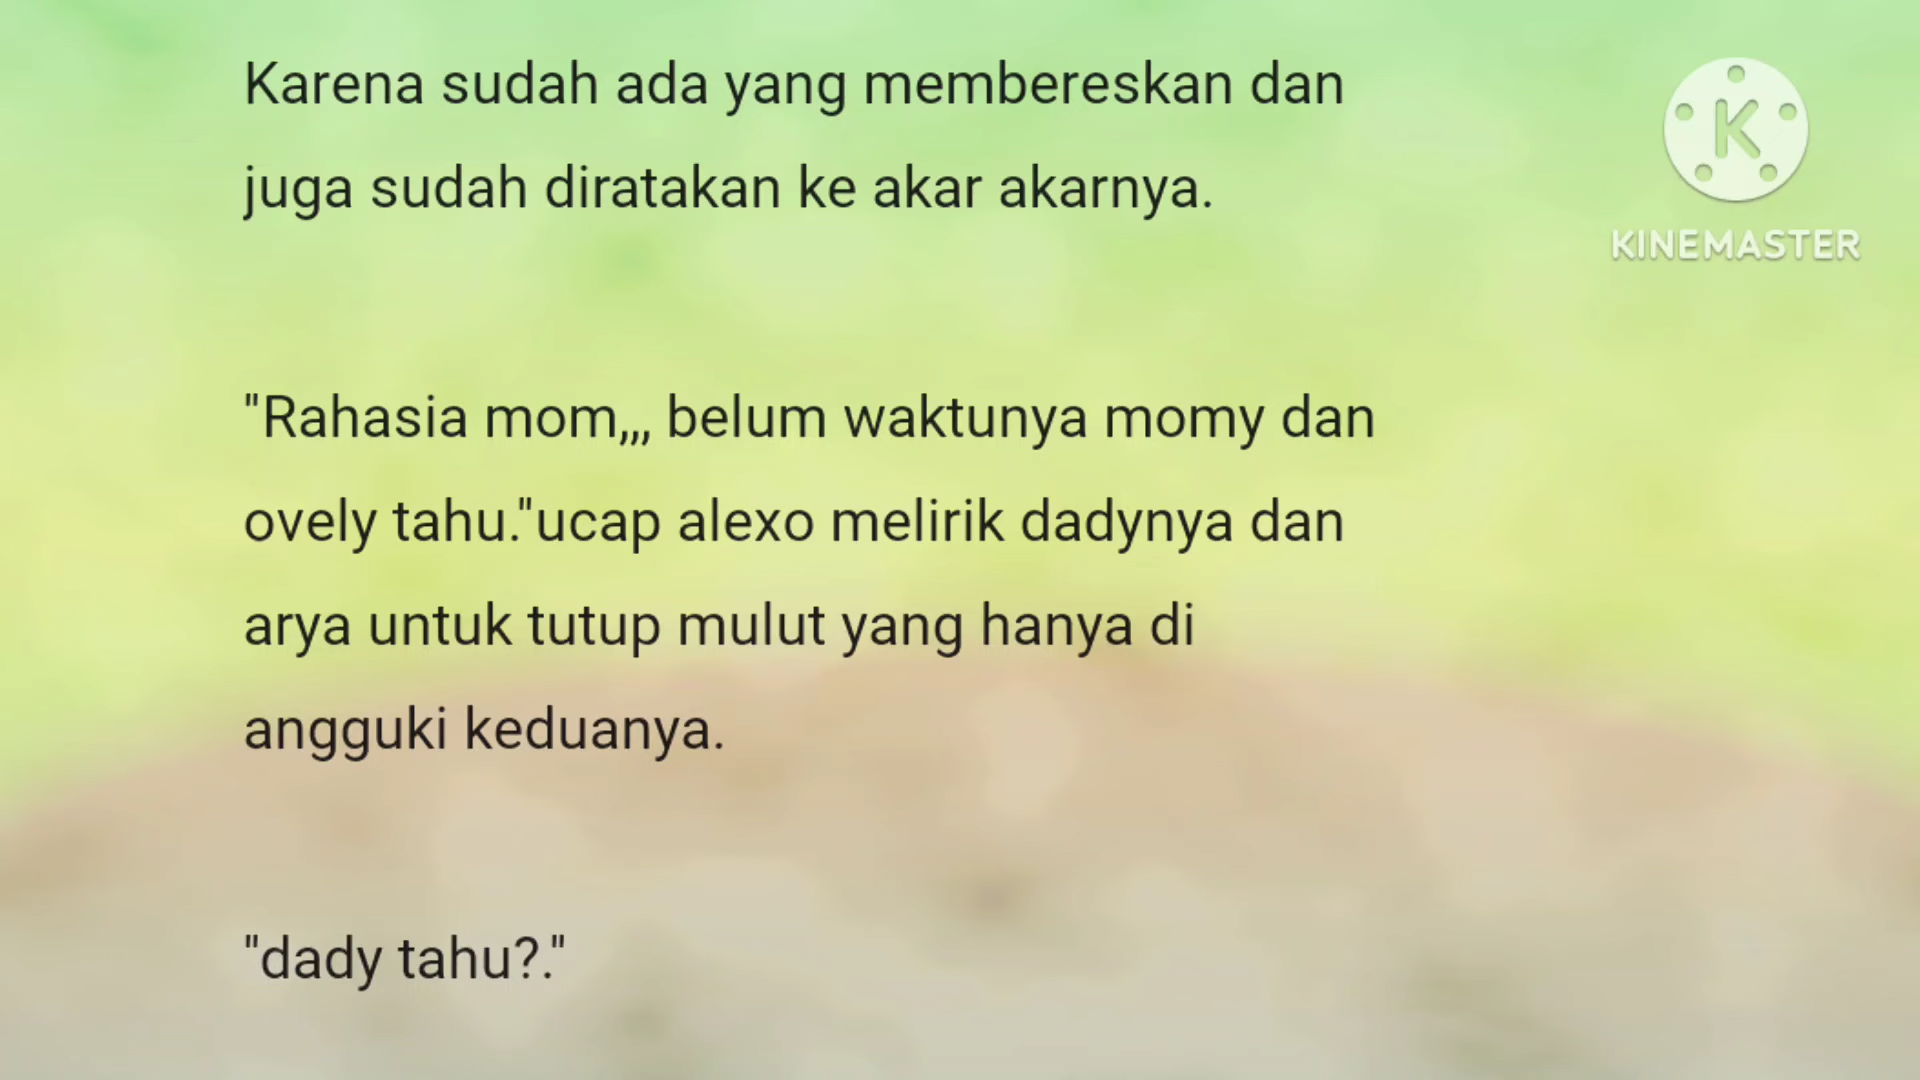 Karena sudah ada yang membereskan dan
juga sudah diratakan ke akar akarnya.
"Rahasia mom,,, belum waktunya momy dan
ovely tahu."ucap alexo melirik dadynya dan
arya untuk tutup mulut yang hanya di
angguki keduanya.
"dady tahu?."
K
KINEMASTER